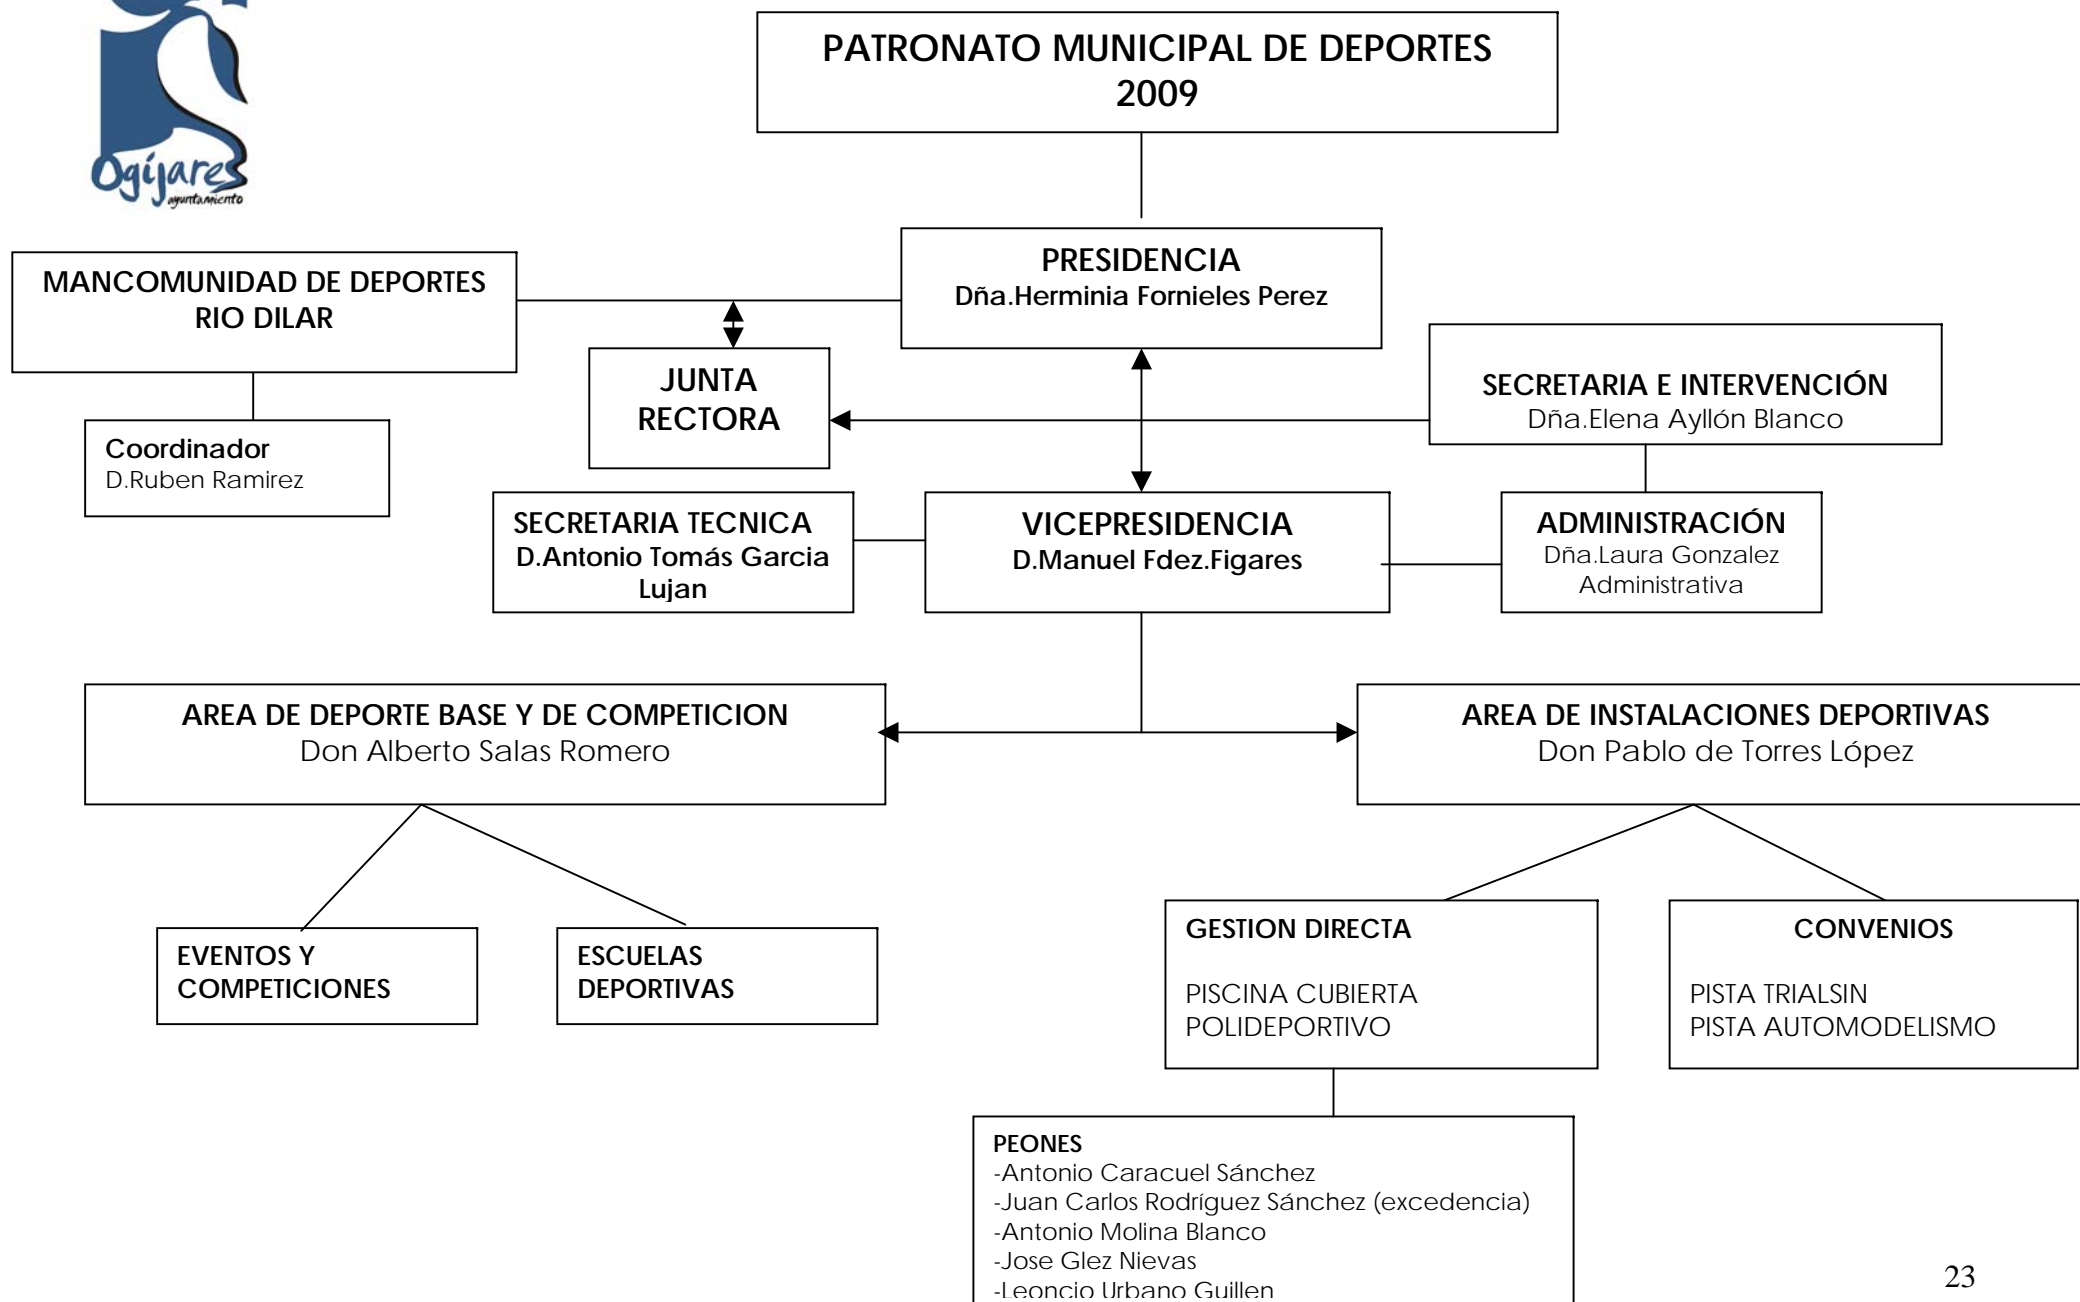 Ogíjares
ayuntamiento
PATRONATO MUNICIPAL DE DEPORTES
2009
PRESIDENCIA
Dña.Herminia Fornieles Perez
MANCOMUNIDAD DE DEPORTES
RIO DILAR
JUNTA
RECTORA
SECRETARIA E INTERVENCIÓN
Dña.Elena Ayllón Blanco
Coordinador
D.Ruben Ramirez
SECRETARIA TECNICA
D.Antonio Tomás Garcia
Lujan
VICEPRESIDENCIA
D.Manuel Fdez.Figares
ADMINISTRACIÓN
Dña.Laura Gonzalez
Administrativa
AREA DE DEPORTE BASE Y DE COMPETICION
Don Alberto Salas Romero
AREA DE INSTALACIONES DEPORTIVAS
Don Pablo de Torres López
EVENTOS Y
COMPETICIONES
ESCUELAS
DEPORTIVAS
GESTION DIRECTA
PISCINA CUBIERTA
POLIDEPORTIVO
CONVENIOS
PISTA TRIALSIN
PISTA AUTOMODELISMO
PEONES
-Antonio Caracuel Sánchez
-Juan Carlos Rodríguez Sánchez (excedencia)
-Antonio Molina Blanco
-Jose Glez Nievas
-Leoncio Urbano Guillen
23